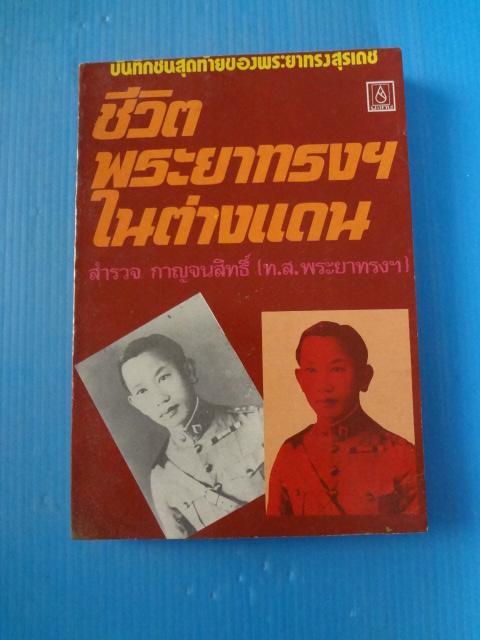 บันทึกชิ้นสุดท้ายของพระยาทรงสุรเดช
ชีวิต
พระยาทรงฯ
ในต่างแดน
สำรวจ กาญจนสิทธิ์ (ท.ส.พระยาทรงฯ)